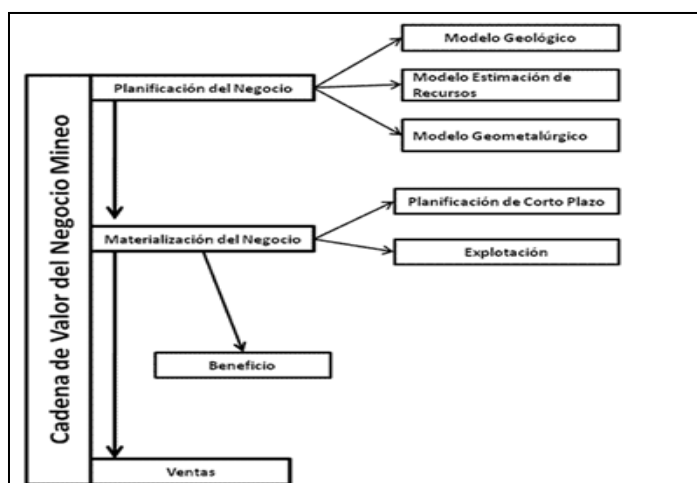 Cadena de Valor del Negocio Mineo
Planificación del Negocio
Modelo Geológico
Modelo Estimación de
Recursos
Modelo Geometalúrgico
Materialización del Negocio
Planificación de Corto Plazo
Explotación
Beneficio
Ventas